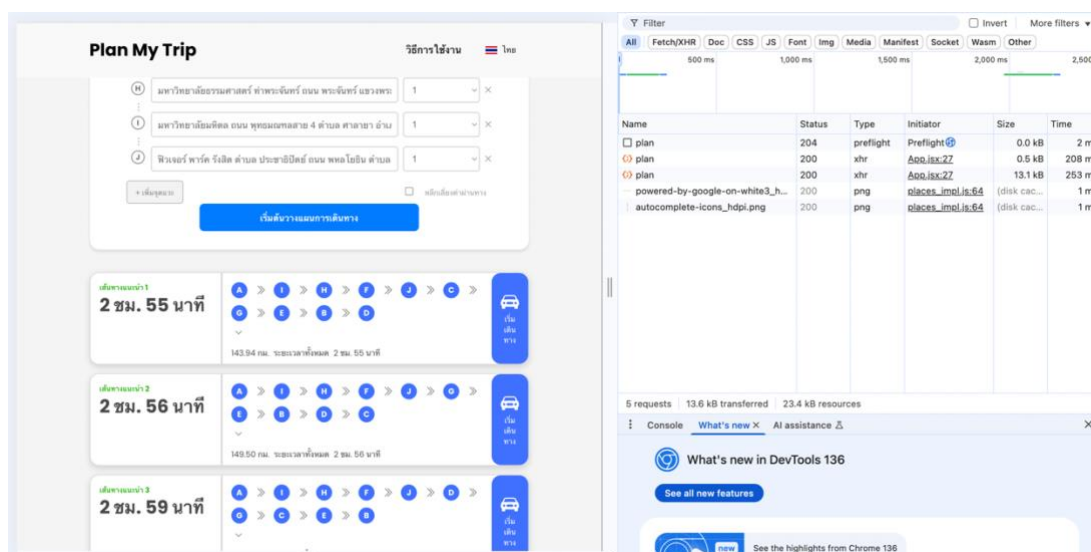 Plan My Trip
วิธีการใช้งาน
ไทย
H
มหาวิทยาลัยธรรมศาสตร์ ท่าพระจันทร์ ถนน พระจันทร์ แขวงพระ
1
I
มหาวิทยาลัยมหิดล ถนน พุทธมณฑลสาย 4 ตำบล ศาลายา อำเภ
1
J
ฟิวเจอร์ พาร์ค รังสิต ตำบล ประชาธิปัตย์ ถนน พหลโยธิน ตำบล
1
+ เพิ่มจุดแวะ
หลีกเลี่ยงค่าผ่านทาง
เริ่มต้นวางแผนการเดินทาง
เส้นทางแนะนำ 1
2 ชม. 55 นาที
A » I » H » F » J » C »
G » E » B » D
143.94 กม. ระยะเวลาทั้งหมด 2 ชม. 55 นาที
เริ่ม
เดิน
ทาง
เส้นทางแนะนำ 2
2 ชม. 56 นาที
A » I » H » F » J » G »
E » B » D » C
149.50 กม. ระยะเวลาทั้งหมด 2 ชม. 56 นาที
เริ่ม
เดิน
ทาง
เส้นทางแนะนำ 3
2 ชม. 59 นาที
A » I » H » F » J » D »
G » C » E » B
เริ่ม
เดิน
ทาง
Filter
Invert
More filters
All Fetch/XHR Doc CSS JS Font Img Media Manifest Socket Wasm Other
500 ms 1,000 ms 1,500 ms 2,000 ms 2,500
Name Status Type Initiator Size Time
plan 204 preflight Preflight 0.0 kB 2 m
plan 200 xhr App.jsx:27 0.5 kB 208 m
plan 200 xhr App.jsx:27 13.1 kB 253 m
powered-by-google-on-white3_h... 200 png places_impl.js:64 (disk cac... 1 m
autocomplete-icons_hdpi.png 200 png places_impl.js:64 (disk cac... 1 m
5 requests 13.6 kB transferred 23.4 kB resources
Console What's new × AI assistance
What's new in DevTools 136
See all new features
new
See the highlights from Chrome 136